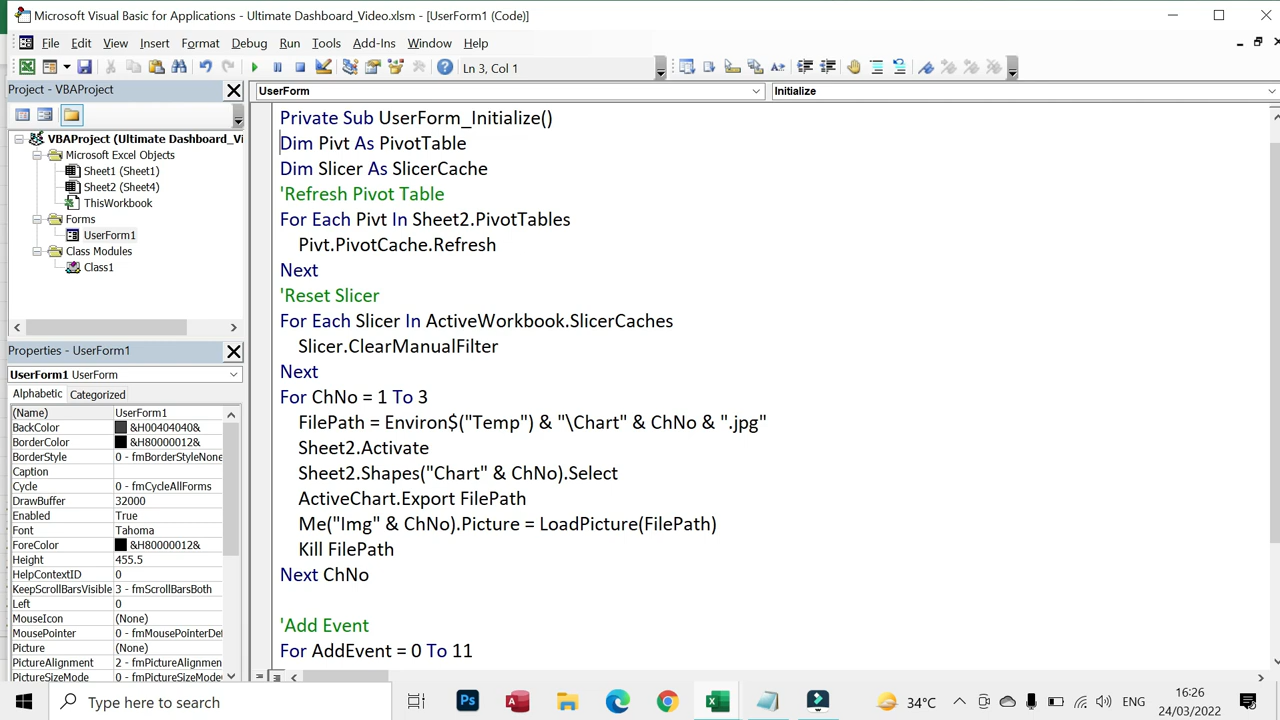 Microsoft Visual Basic for Applications - Ultimate Dashboard_Video.xlsm - [UserForm1 (Code)]
File Edit View Insert Format Debug Run Tools Add-Ins Window Help
Ln 3, Col 1
Project - VBAProject
UserForm
Initialize
VBAProject (Ultimate Dashboard_Vi
Microsoft Excel Objects
Sheet1 (Sheet1)
Sheet2 (Sheet4)
ThisWorkbook
Forms
UserForm1
Class Modules
Class1
Properties - UserForm1
UserForm1 UserForm
Alphabetic Categorized
(Name) UserForm1
BackColor &H00404040&
BorderColor &H80000012&
BorderStyle 0 - fmBorderStyleNone
Caption
Cycle 0 - fmCycleAllForms
DrawBuffer 32000
Enabled True
Font Tahoma
ForeColor &H80000012&
Height 455.5
HelpContextID 0
KeepScrollBarsVisible 3 - fmScrollBarsBoth
Left 0
MouseIcon (None)
MousePointer 0 - fmMousePointerDef
Picture (None)
PictureAlignment 2 - fmPictureAlignmen
PictureSizeMode 0 - fmPictureSizeMode
Private Sub UserForm_Initialize()
Dim Pivt As PivotTable
Dim Slicer As SlicerCache
'Refresh Pivot Table
For Each Pivt In Sheet2.PivotTables
Pivt.PivotCache.Refresh
Next
'Reset Slicer
For Each Slicer In ActiveWorkbook.SlicerCaches
Slicer.ClearManualFilter
Next
For ChNo = 1 To 3
FilePath = Environ$("Temp") & "\Chart" & ChNo & ".jpg"
Sheet2.Activate
Sheet2.Shapes("Chart" & ChNo).Select
ActiveChart.Export FilePath
Me("Img" & ChNo).Picture = LoadPicture(FilePath)
Kill FilePath
Next ChNo
'Add Event
For AddEvent = 0 To 11
Type here to search
34°C
ENG
16:26
24/03/2022